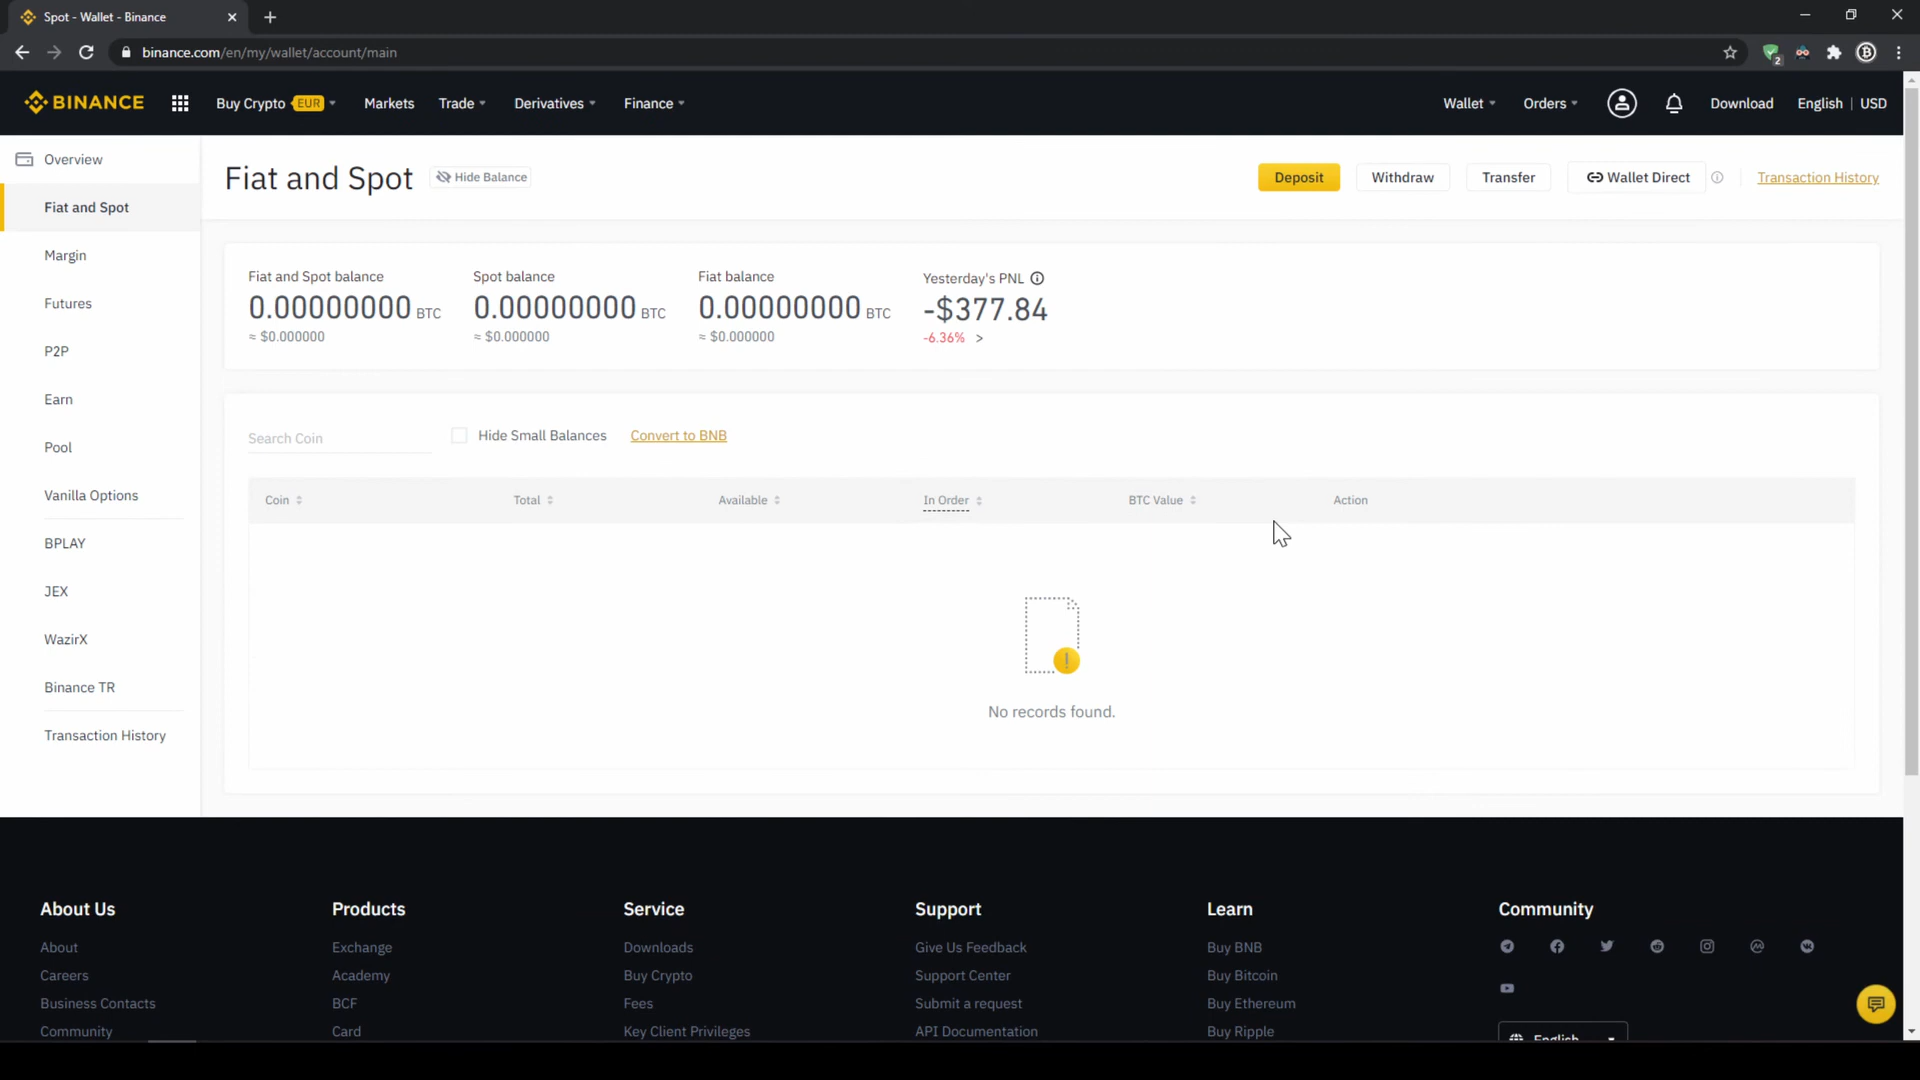 Spot - Wallet - Binance
binance.com/en/my/wallet/account/main
2
BINANCE
Buy Crypto EUR
Markets
Trade
Derivatives
Finance
Wallet
Orders
Download
English | USD
Overview
Fiat and Spot
Margin
Futures
P2P
Earn
Pool
Vanilla Options
BPLAY
JEX
WazirX
Binance TR
Transaction History
Fiat and Spot
Hide Balance
Deposit
Withdraw
Transfer
Wallet Direct
Transaction History
Fiat and Spot balance
0.00000000 BTC
≈ $0.000000
Spot balance
0.00000000 BTC
≈ $0.000000
Fiat balance
0.00000000 BTC
≈ $0.000000
Yesterday's PNL
-$377.84
-6.36% >
Search Coin
Hide Small Balances
Convert to BNB
Coin Total Available In Order BTC Value Action
No records found.
About Us
About
Careers
Business Contacts
Community
Products
Exchange
Academy
BCF
Card
Service
Downloads
Buy Crypto
Fees
Key Client Privileges
Support
Give Us Feedback
Support Center
Submit a request
API Documentation
Learn
Buy BNB
Buy Bitcoin
Buy Ethereum
Buy Ripple
Community
English